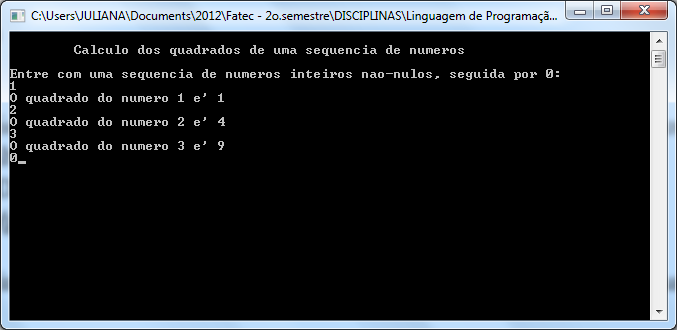 C:\Users\JULIANA\Documents\2012\Fatec - 2o.semestre\DISCIPLINAS\Linguagem de Programaçã...
Calculo dos quadrados de uma sequencia de numeros
Entre com uma sequencia de numeros inteiros nao-nulos, seguida por 0:
1
O quadrado do numero 1 e' 1
2
O quadrado do numero 2 e' 4
3
O quadrado do numero 3 e' 9
0_